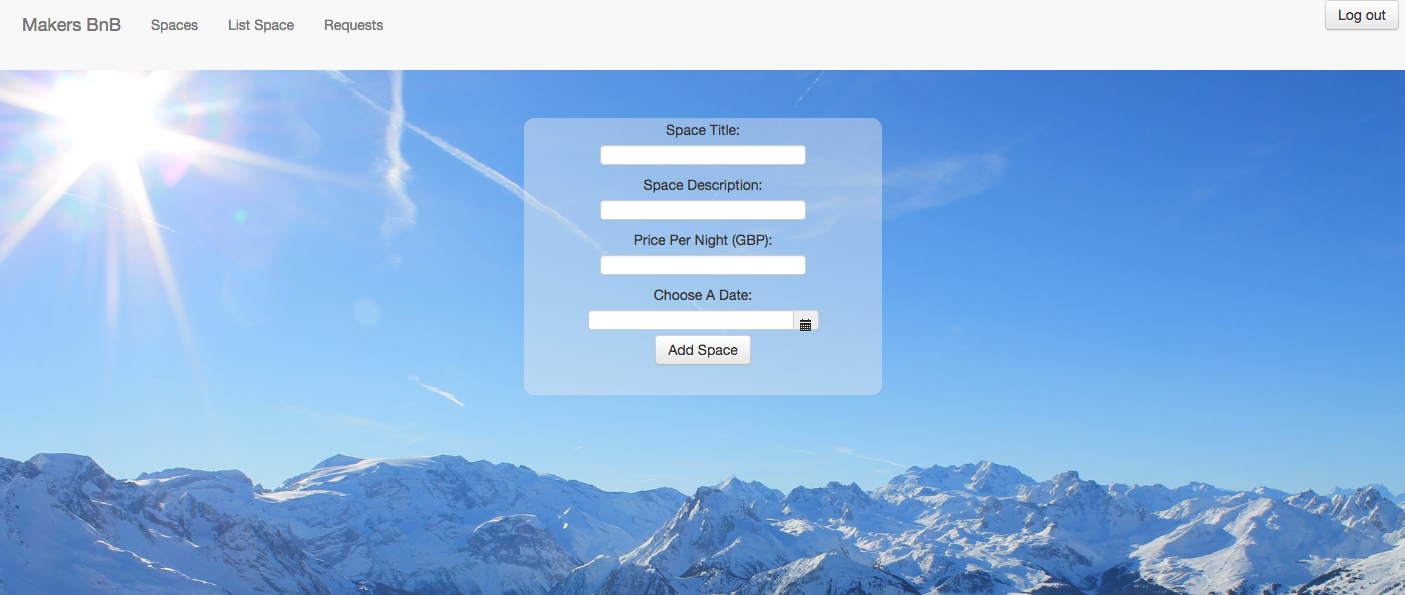 Makers BnB Spaces List Space Requests Log out
Space Title:
Space Description:
Price Per Night (GBP):
Choose A Date:
Add Space